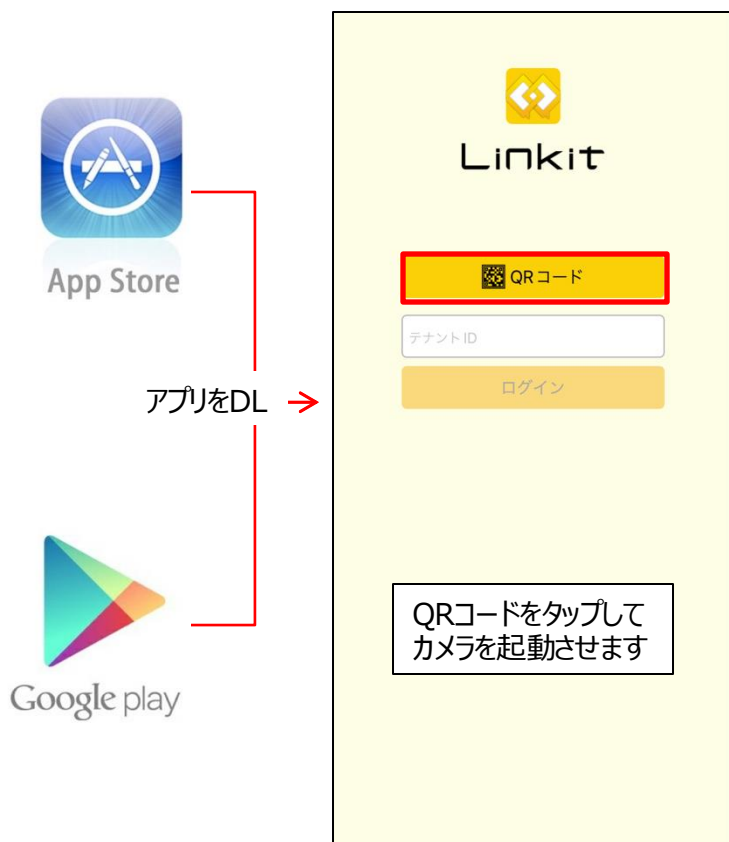 App Store
アプリをDL
Google play
Linkit
QRコード
テナントID
ログイン
QRコードをタップして
カメラを起動させます